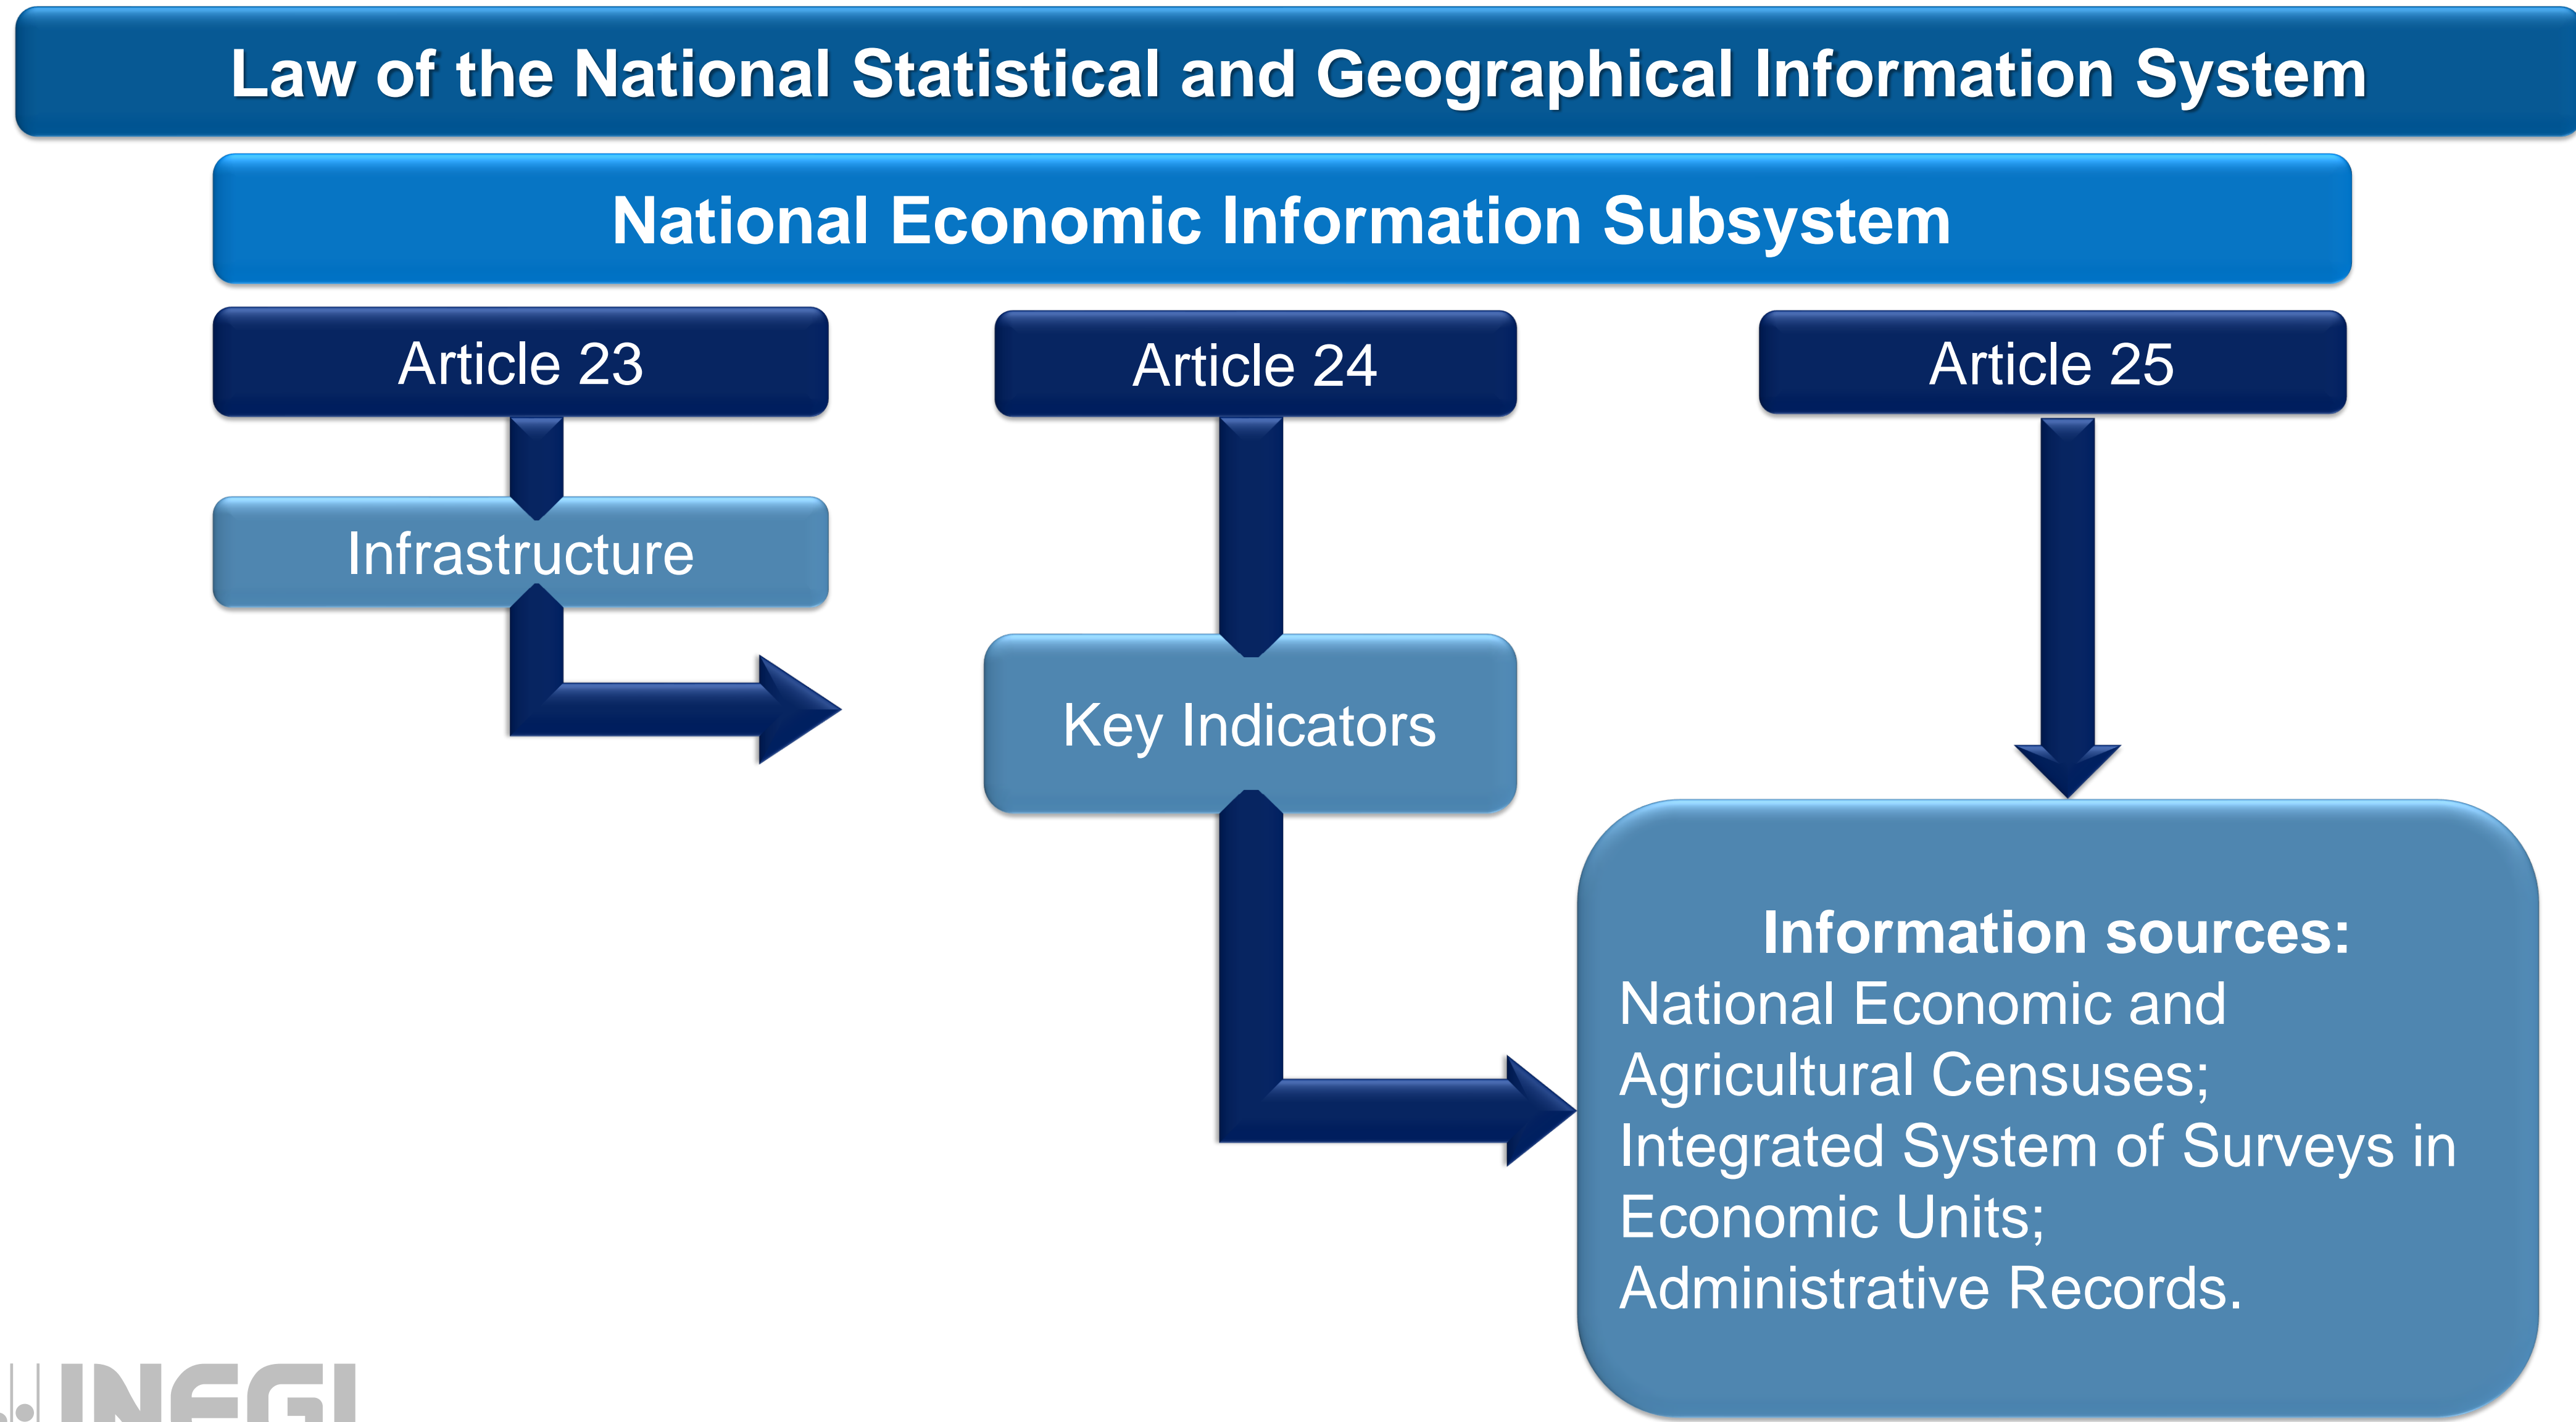 Law of the National Statistical and Geographical Information System
National Economic Information Subsystem
Article 23
Article 24
Article 25
Infrastructure
Key Indicators
Information sources:
National Economic and
Agricultural Censuses;
Integrated System of Surveys in
Economic Units;
Administrative Records.
INEGI